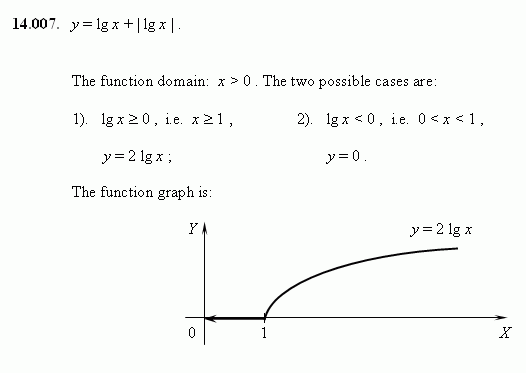 14.007. y = lg x + | lg x | .
The function domain: x > 0 . The two possible cases are:
1). lg x ≥ 0 , i.e. x ≥ 1 , 2). lg x < 0 , i.e. 0 < x < 1 ,
y = 2 lg x ; y = 0 .
The function graph is:
Y y = 2 lg x
0 1 X